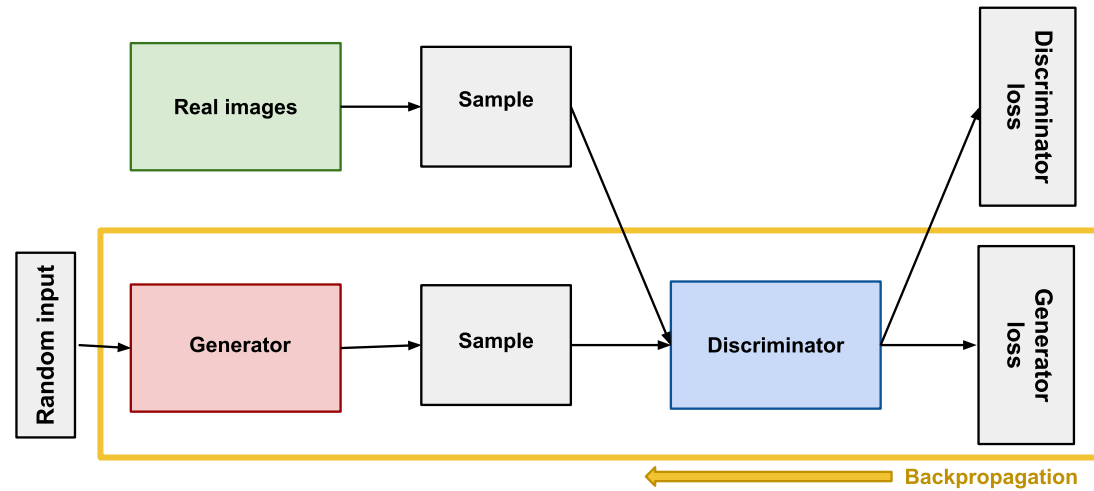 Real images
Sample
Discriminator
loss
Random input
Generator
Sample
Discriminator
Generator
loss
Backpropagation